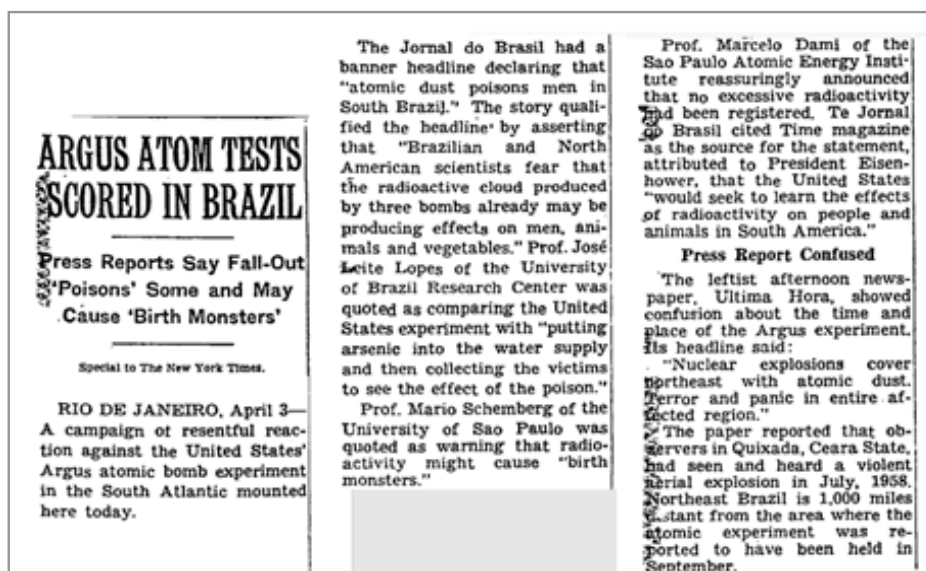 ARGUS ATOM TESTS
SCORED IN BRAZIL
Press Reports Say Fall-Out
'Poisons' Some and May
Cause 'Birth Monsters'
Special to The New York Times.
RIO DE JANEIRO, April 3—
A campaign of resentful reac-
tion against the United States'
Argus atomic bomb experiment
in the South Atlantic mounted
here today.
The Jornal do Brasil had a
banner headline declaring that
"atomic dust poisons men in
South Brazil." The story quali-
fied the headline by asserting
that "Brazilian and North
American scientists fear that
the radioactive cloud produced
by three bombs already may be
producing effects on men, ani-
mals and vegetables." Prof. José
Leite Lopes of the University
of Brazil Research Center was
quoted as comparing the United
States experiment with "putting
arsenic into the water supply
and then collecting the victims
to see the effect of the poison."
Prof. Mario Schemberg of the
University of Sao Paulo was
quoted as warning that radio-
activity might cause "birth
monsters."
Prof. Marcelo Dami of the
Sao Paulo Atomic Energy Insti-
tute reassuringly announced
that no excessive radioactivity
had been registered. Te Jornal
do Brasil cited Time magazine
as the source for the statement,
attributed to President Eisen-
hower, that the United States
"would seek to learn the effects
of radioactivity on people and
animals in South America."
Press Report Confused
The leftist afternoon news-
paper, Ultima Hora, showed
confusion about the time and
place of the Argus experiment.
Its headline said:
"Nuclear explosions cover
northeast with atomic dust.
Terror and panic in entire af-
fected region."
The paper reported that ob-
servers in Quixada, Ceara State,
had seen and heard a violent
aerial explosion in July, 1958.
Northeast Brazil is 1,000 miles
distant from the area where the
atomic experiment was re-
ported to have been held in
September.